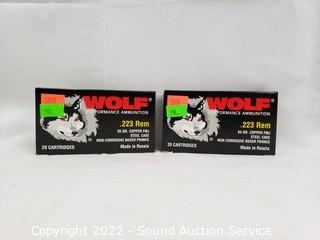 WOLF®
PERFORMANCE AMMUNITION
.223 Rem
55 GR. COPPER FMJ
STEEL CASE
NON-CORROSIVE BOXER PRIMED
20 CARTRIDGES
Made in Russia
WOLF®
PERFORMANCE AMMUNITION
.223 Rem
55 GR. COPPER FMJ
STEEL CASE
NON-CORROSIVE BOXER PRIMED
20 CARTRIDGES
Made in Russia
Copyright 2022 - Sound Auction Service